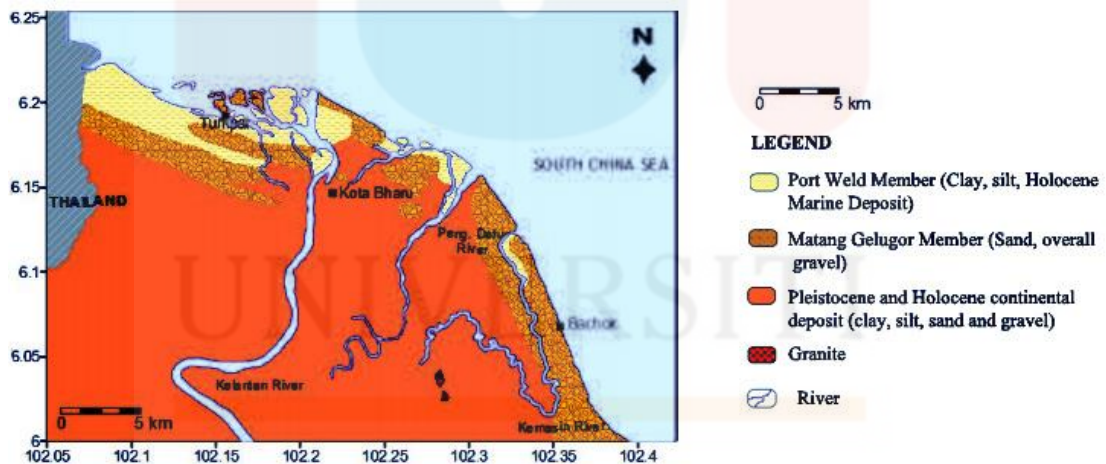 6.25
6.2
6.15
6.1
6.05
6
102.05 102.1 102.15 102.2 102.25 102.3 102.35 102.4
N
SOUTH CHINA SEA
THAILAND
Tumpat
Kota Bharu
Peng. Datu
River
Bachok
Kelantan River
Kemasin River
0 5 km
0 5 km
LEGEND
Port Weld Member (Clay, silt, Holocene
Marine Deposit)
Matang Gelugor Member (Sand, overall
gravel)
Pleistocene and Holocene continental
deposit (clay, silt, sand and gravel)
Granite
River
UNIVERSITI